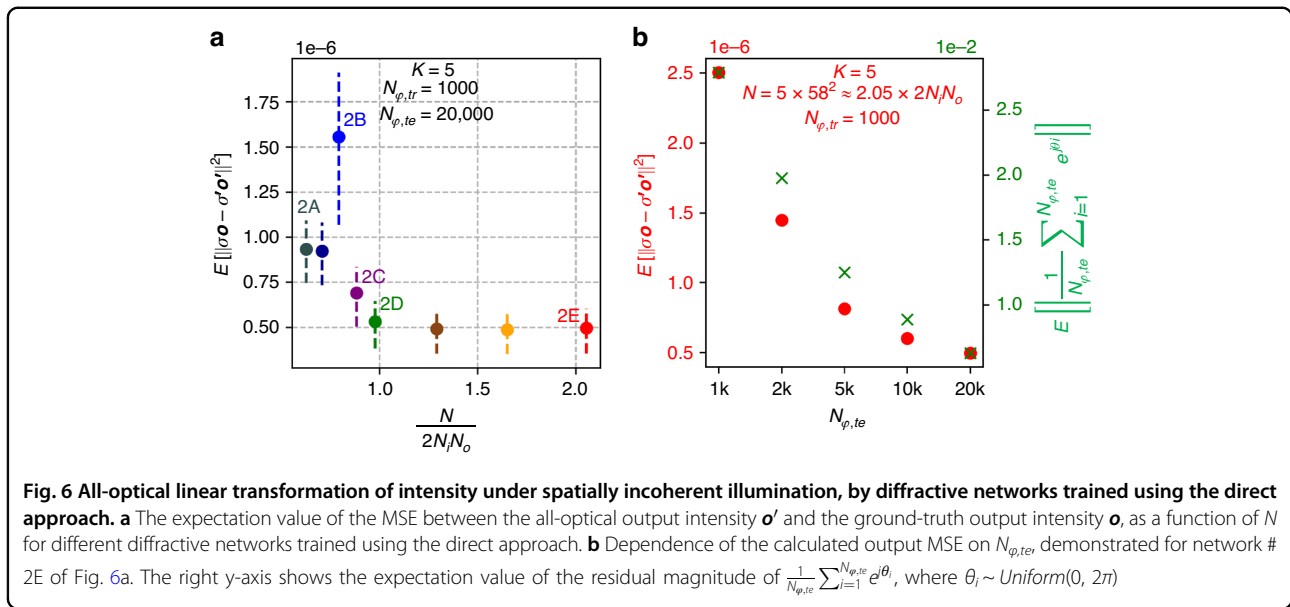 a
1e–6
K = 5
N_{φ,tr} = 1000
N_{φ,te} = 20,000
2B
2A
2C
2D
2E
1.75
1.50
1.25
1.00
0.75
0.50
E [||σo – σ'o'||²]
1.0
1.5
2.0
N
2N_iN_o
b
1e–6
1e–2
K = 5
N = 5 × 58² ≈ 2.05 × 2N_iN_o
N_{φ,tr} = 1000
2.5
2.0
1.5
1.0
0.5
E [||σo – σ'o'||²]
2.5
2.0
1.5
1.0
E [|| 1/N_{φ,te} ∑_{i=1}^{N_{φ,te}} e^{jθi} ||]
1k
2k
5k
10k
20k
N_{φ,te}
Fig. 6 All-optical linear transformation of intensity under spatially incoherent illumination, by diffractive networks trained using the direct
approach. a The expectation value of the MSE between the all-optical output intensity o' and the ground-truth output intensity o, as a function of N
for different diffractive networks trained using the direct approach. b Dependence of the calculated output MSE on N_{φ,te}, demonstrated for network #
2E of Fig. 6a. The right y-axis shows the expectation value of the residual magnitude of 1/N_{φ,te} ∑_{i=1}^{N_{φ,te}} e^{jθ_i}, where θ_i ~ Uniform(0, 2π)